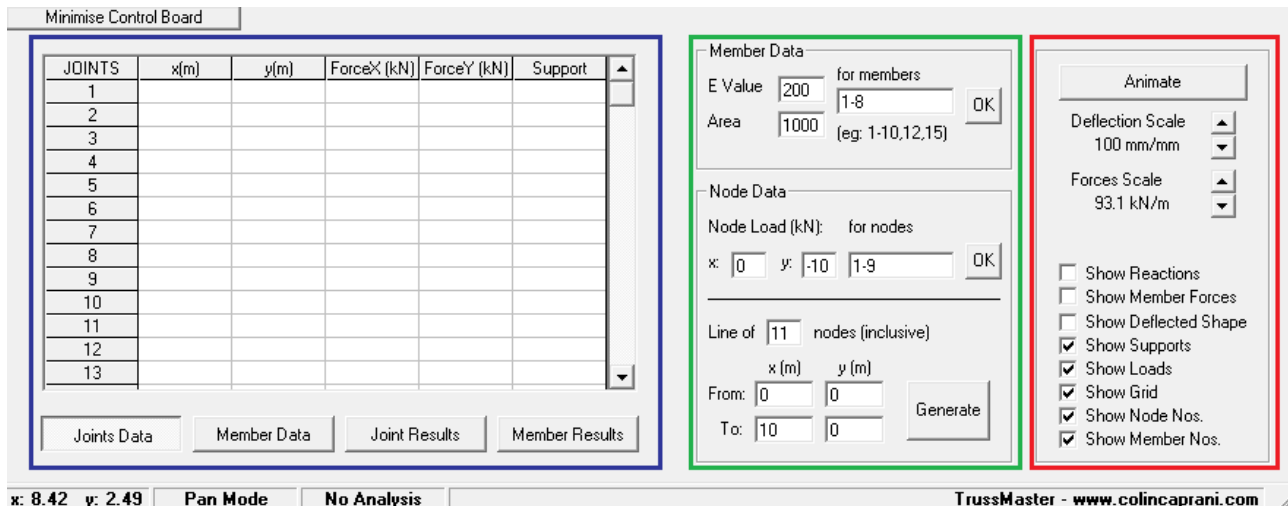 Minimise Control Board
JOINTS x(m) y(m) ForceX (kN) ForceY (kN) Support
1
2
3
4
5
6
7
8
9
10
11
12
13
Joints Data Member Data Joint Results Member Results
Member Data
E Value 200 for members
1-8 OK
Area 1000 (eg: 1-10,12,15)
Node Data
Node Load (kN): for nodes
x: 0 y: -10 1-9 OK
Line of 11 nodes (inclusive)
x (m) y (m)
From: 0 0
Generate
To: 10 0
Animate
Deflection Scale
100 mm/mm
Forces Scale
93.1 kN/m
Show Reactions
Show Member Forces
Show Deflected Shape
Show Supports
Show Loads
Show Grid
Show Node Nos.
Show Member Nos.
x: 8.42 y: 2.49 Pan Mode No Analysis TrussMaster - www.colincaprani.com